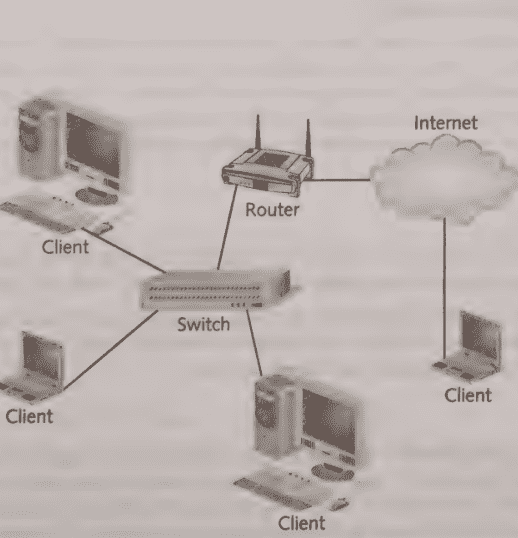 Internet
Router
Client
Switch
Client
Client
Client